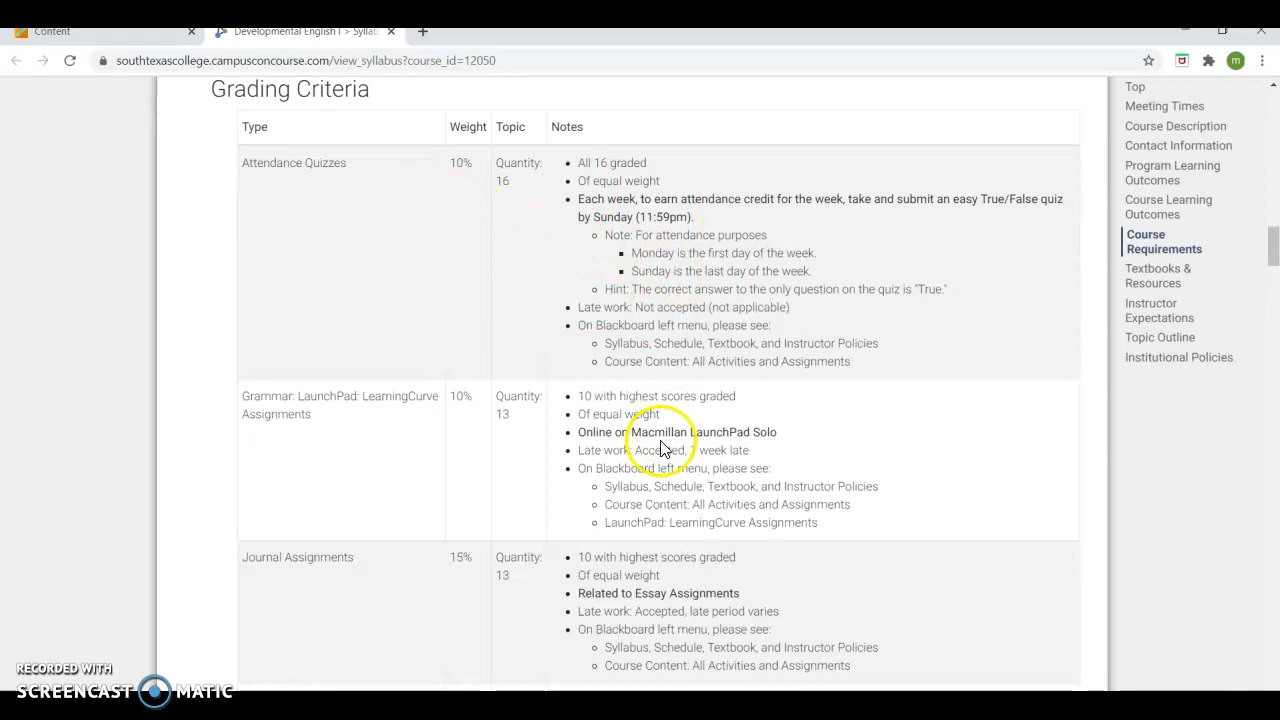 Content
Developmental English I > Syllab
southtexascollege.campusconcourse.com/view_syllabus?course_id=12050
m
Grading Criteria
Type Weight Topic Notes
Attendance Quizzes 10% Quantity: 16
All 16 graded
Of equal weight
Each week, to earn attendance credit for the week, take and submit an easy True/False quiz
by Sunday (11:59pm).
Note: For attendance purposes
Monday is the first day of the week.
Sunday is the last day of the week.
Hint: The correct answer to the only question on the quiz is "True."
Late work: Not accepted (not applicable)
On Blackboard left menu, please see:
Syllabus, Schedule, Textbook, and Instructor Policies
Course Content: All Activities and Assignments
Grammar: LaunchPad: LearningCurve
Assignments
10% Quantity: 13
10 with highest scores graded
Of equal weight
Online on Macmillan LaunchPad Solo
Late work: Accepted, 1 week late
On Blackboard left menu, please see:
Syllabus, Schedule, Textbook, and Instructor Policies
Course Content: All Activities and Assignments
LaunchPad: LearningCurve Assignments
Journal Assignments 15% Quantity: 13
10 with highest scores graded
Of equal weight
Related to Essay Assignments
Late work: Accepted, late period varies
On Blackboard left menu, please see:
Syllabus, Schedule, Textbook, and Instructor Policies
Course Content: All Activities and Assignments
Top
Meeting Times
Course Description
Contact Information
Program Learning
Outcomes
Course Learning
Outcomes
Course
Requirements
Textbooks &
Resources
Instructor
Expectations
Topic Outline
Institutional Policies
RECORDED WITH
SCREENCAST MATIC